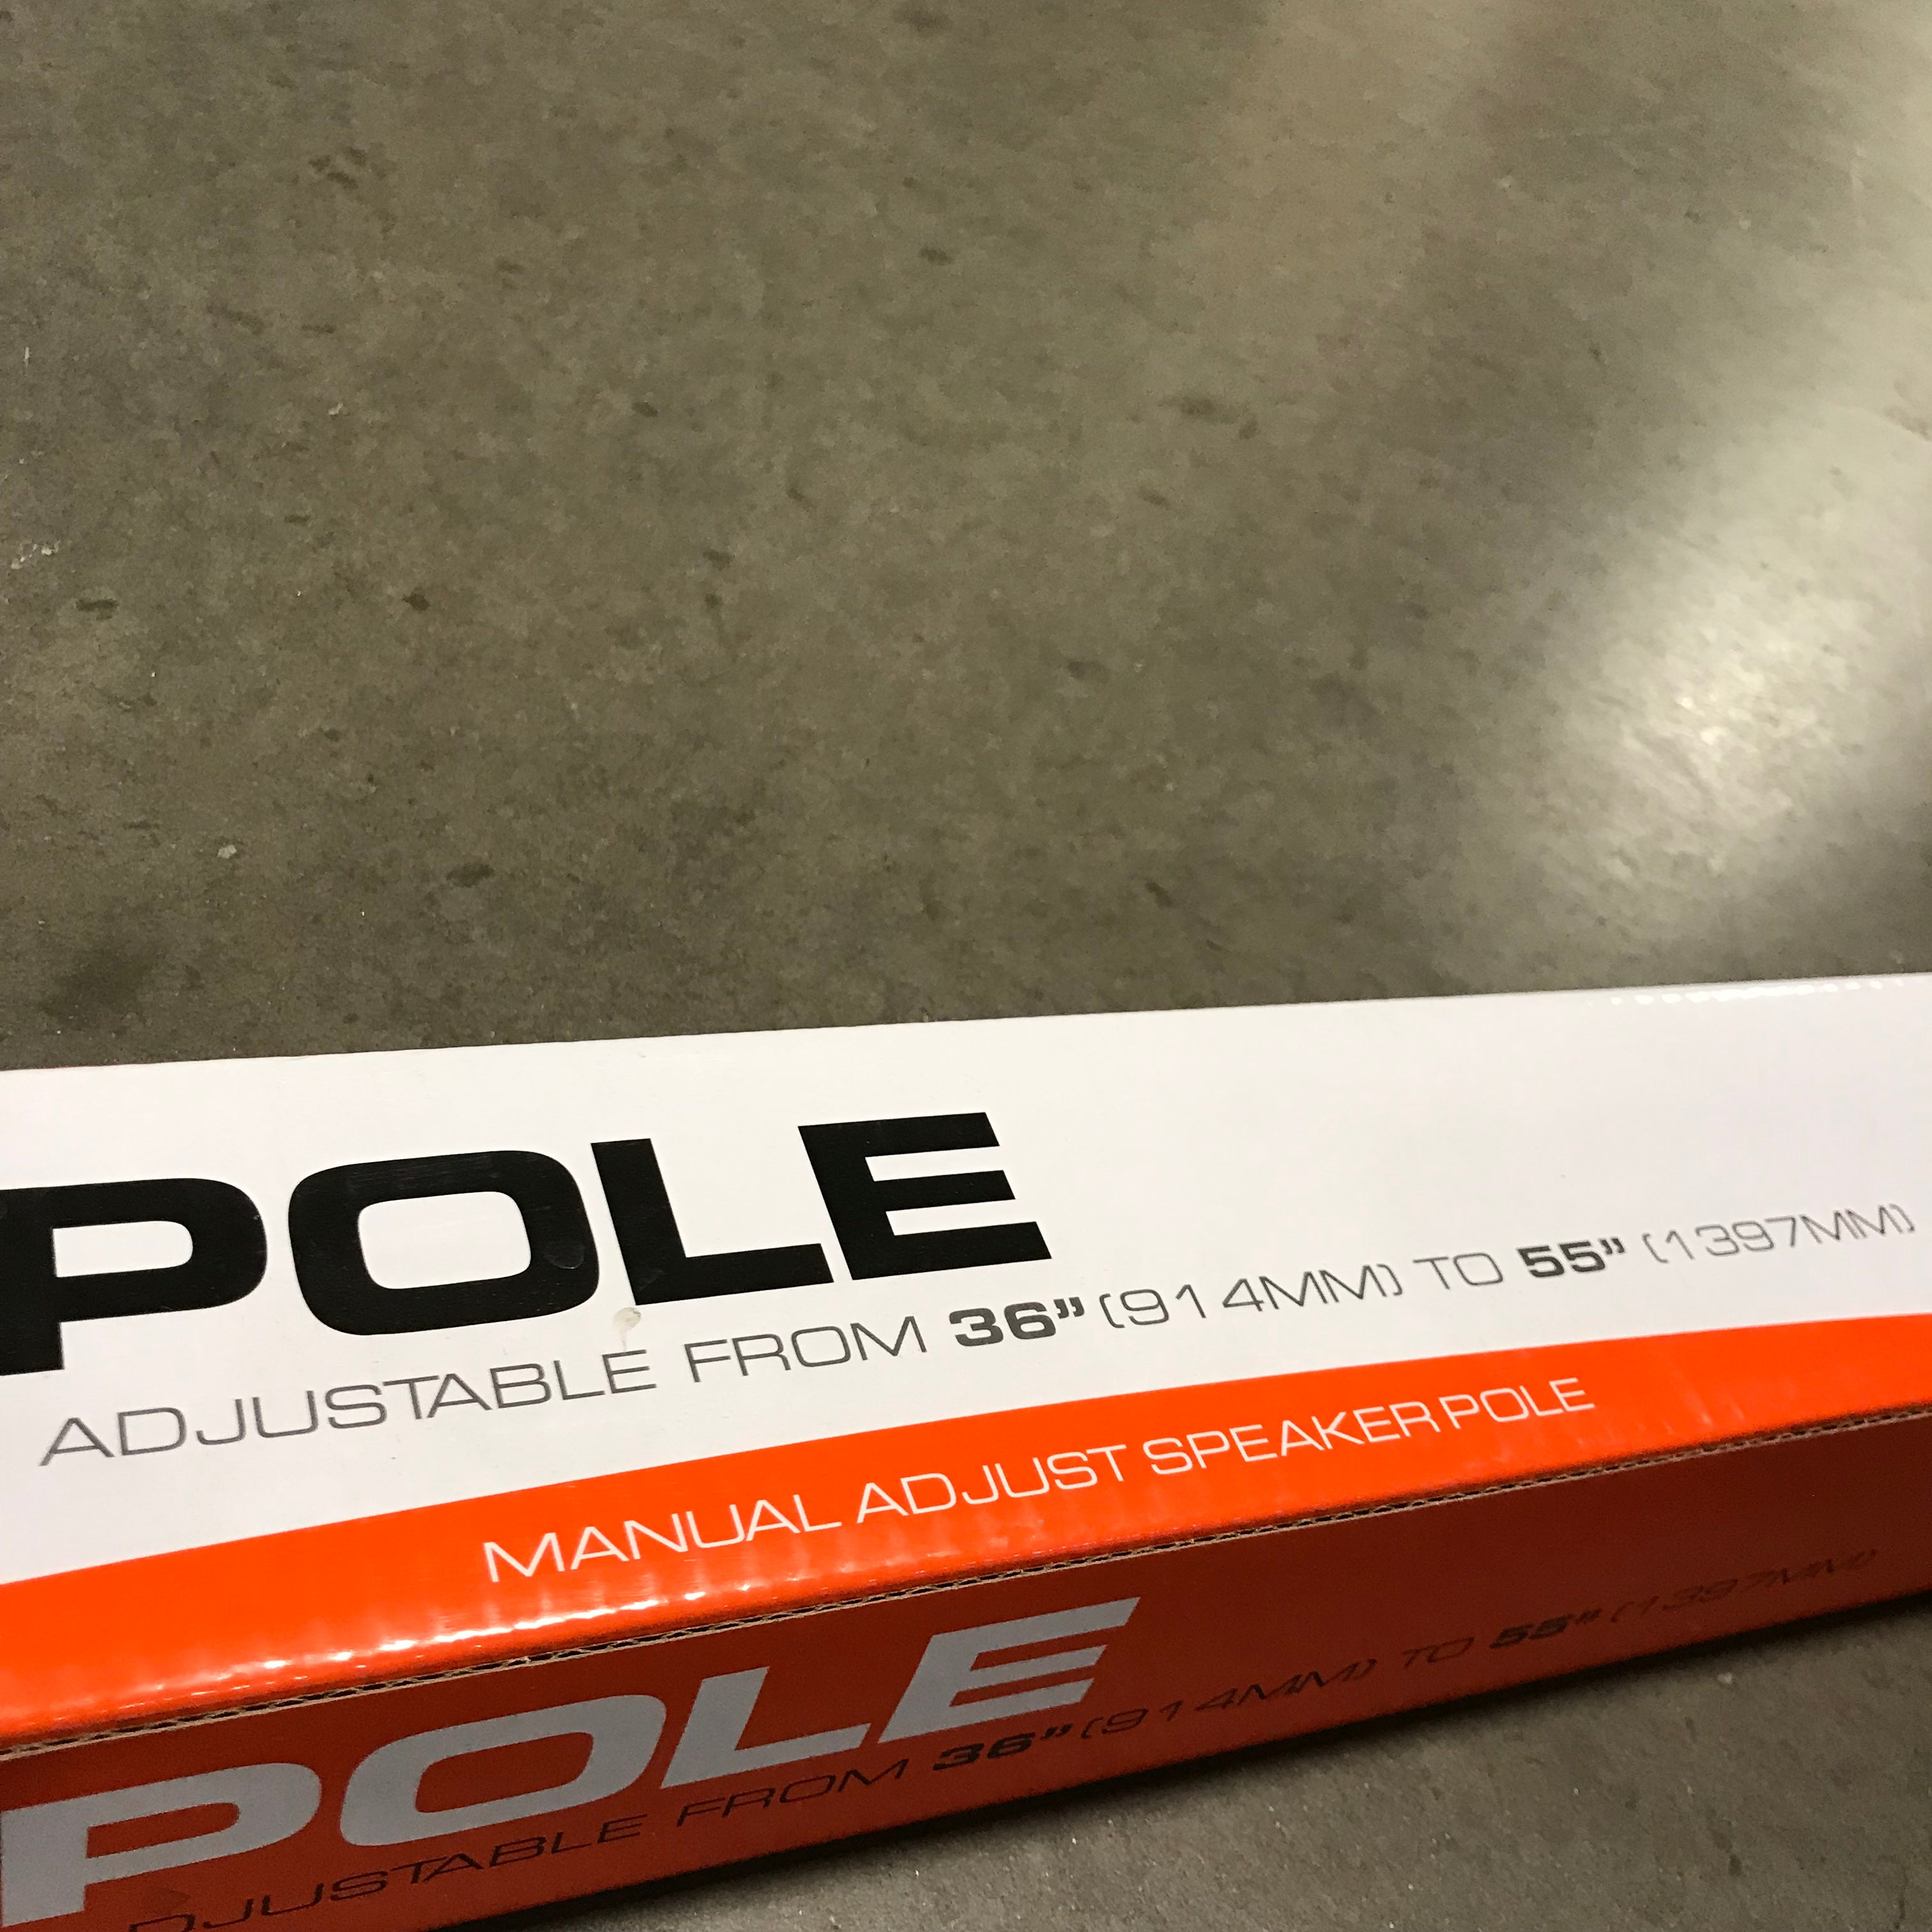 POLE
ADJUSTABLE FROM 36” (914MM) TO 55” (1397MM)
MANUAL ADJUST SPEAKER POLE
POLE
DJUSTABLE FROM 36” (914MM) TO 55” (1397MM)